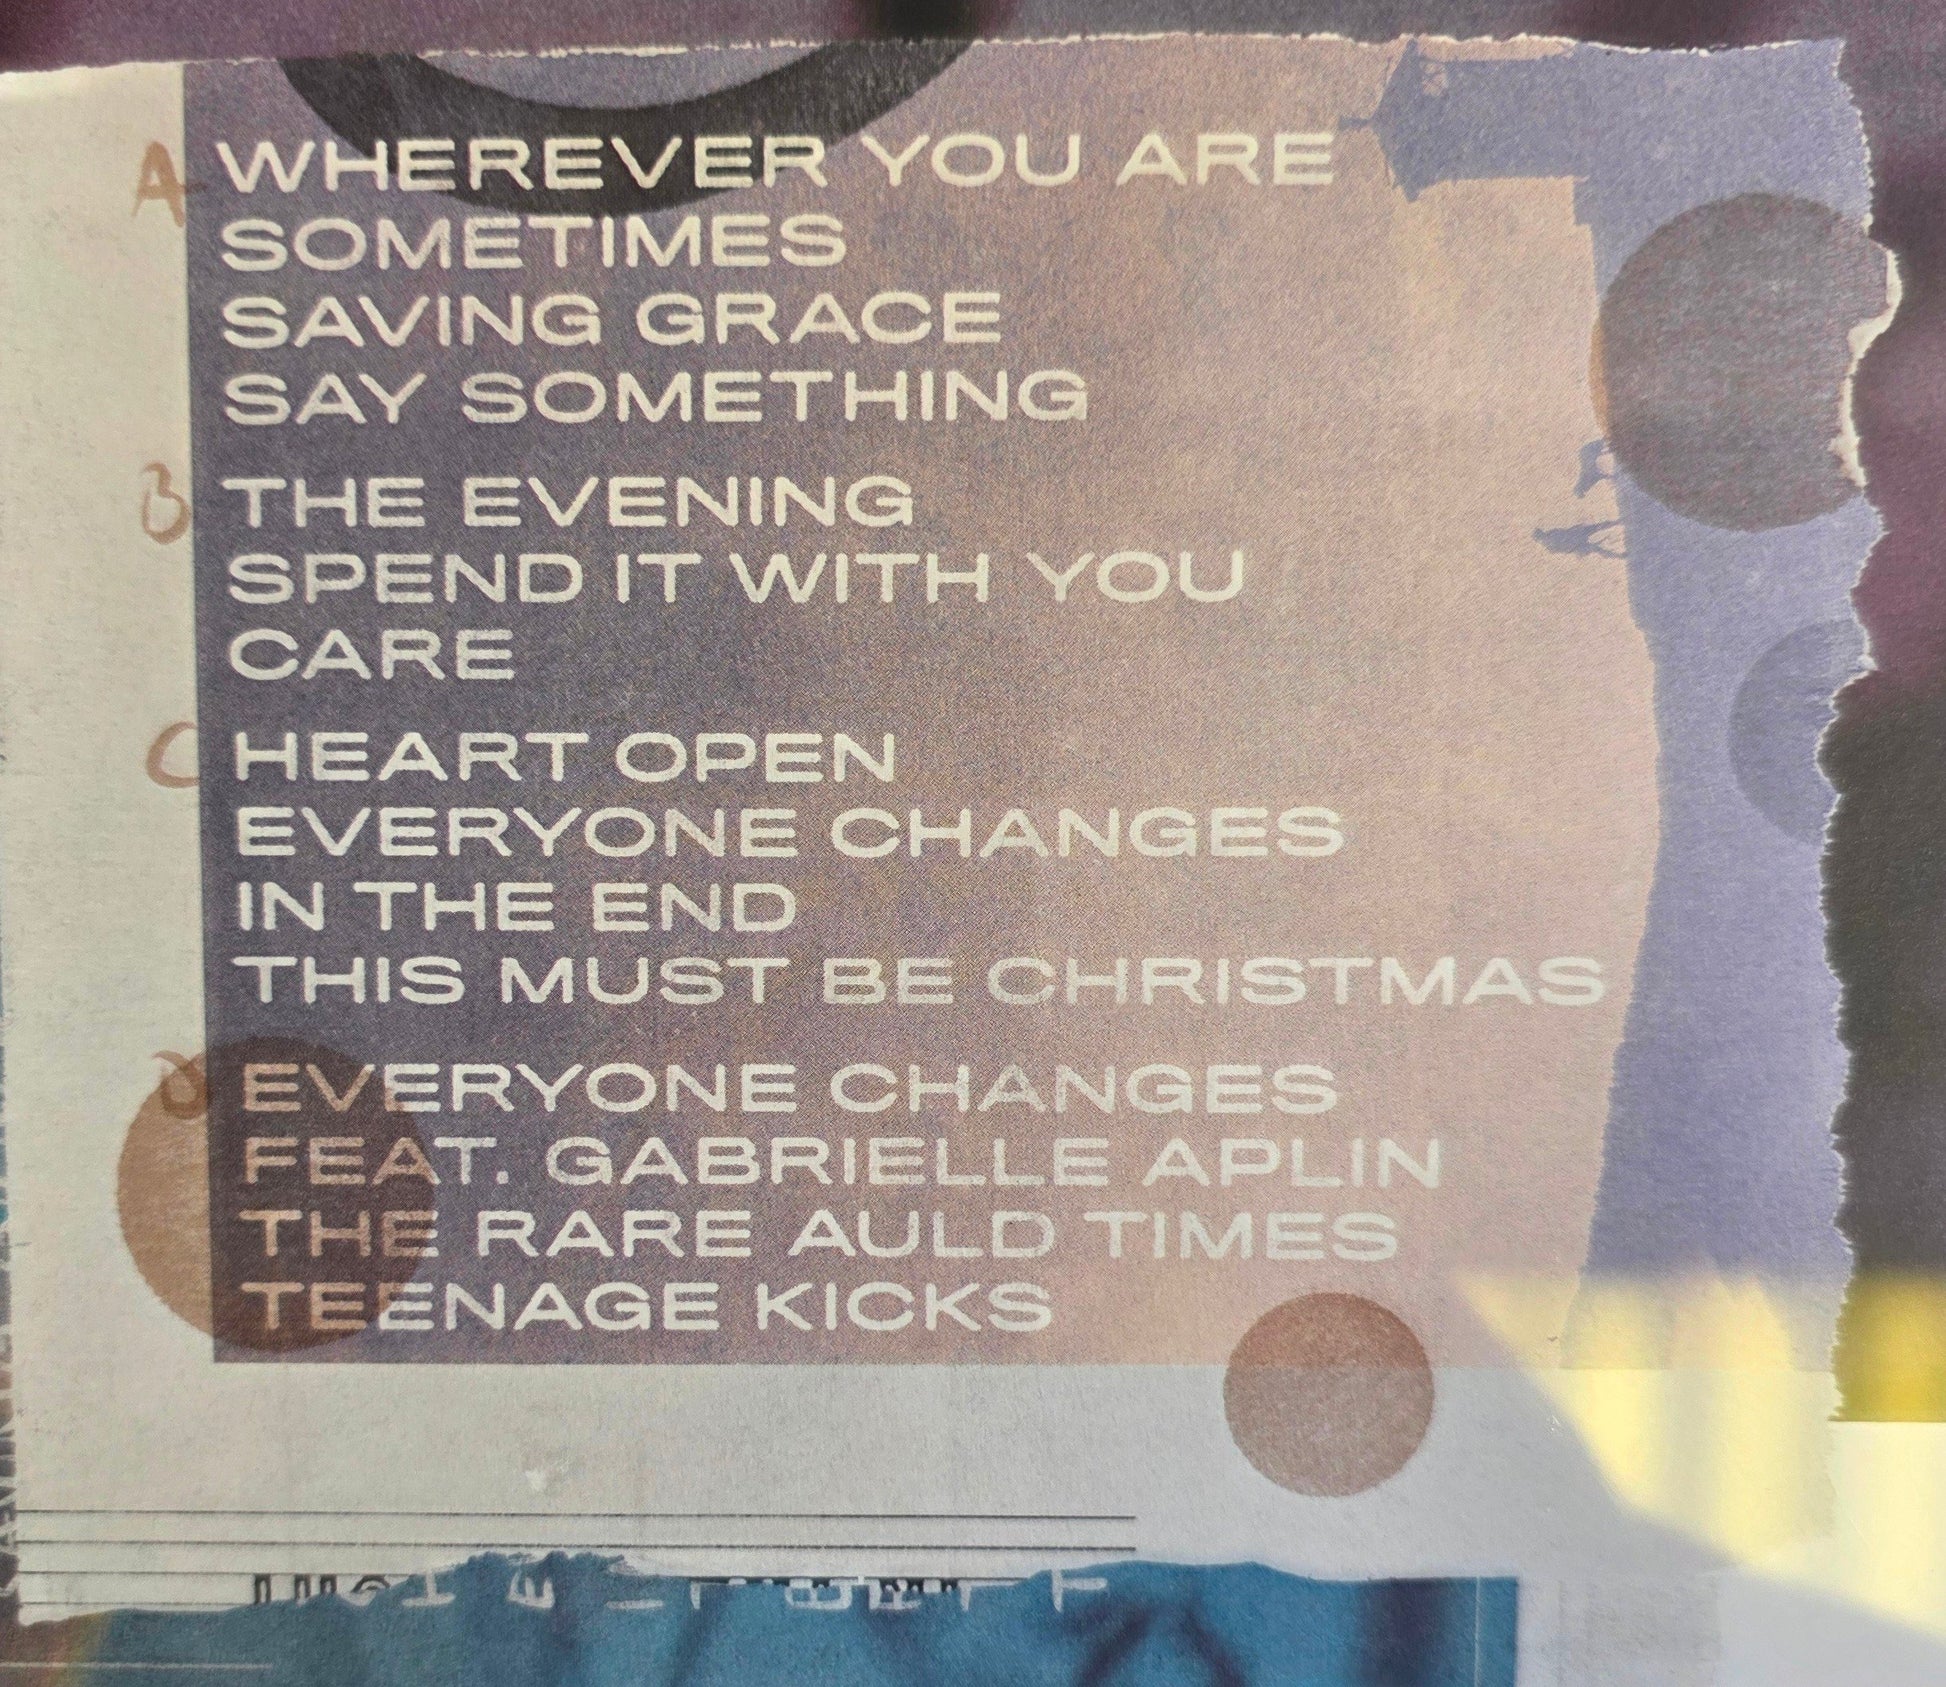 A WHEREVER YOU ARE
SOMETIMES
SAVING GRACE
SAY SOMETHING
B THE EVENING
SPEND IT WITH YOU
CARE
C HEART OPEN
EVERYONE CHANGES
IN THE END
THIS MUST BE CHRISTMAS
D EVERYONE CHANGES
FEAT. GABRIELLE APLIN
THE RARE AULD TIMES
TEENAGE KICKS